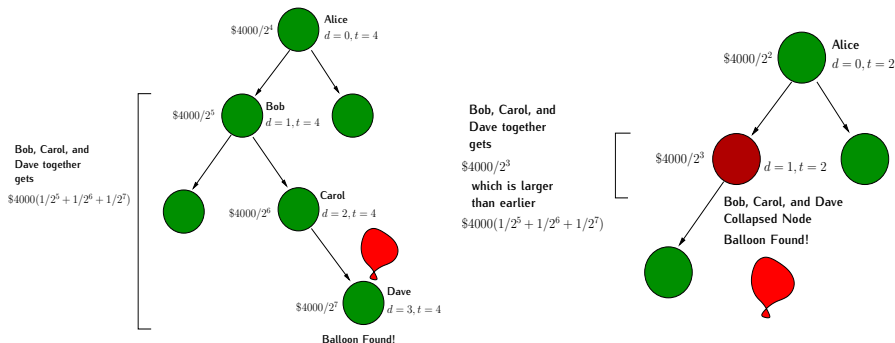 Alice
$4000/2^4
d = 0, t = 4
Bob
$4000/2^5
d = 1, t = 4
Bob, Carol, and
Dave together
gets
$4000(1/2^5 + 1/2^6 + 1/2^7)
Carol
$4000/2^6
d = 2, t = 4
Dave
$4000/2^7
d = 3, t = 4
Balloon Found!
Alice
$4000/2^2
d = 0, t = 2
Bob, Carol, and
Dave together
gets
$4000/2^3
which is larger
than earlier
$4000(1/2^5 + 1/2^6 + 1/2^7)
$4000/2^3
d = 1, t = 2
Bob, Carol, and Dave
Collapsed Node
Balloon Found!